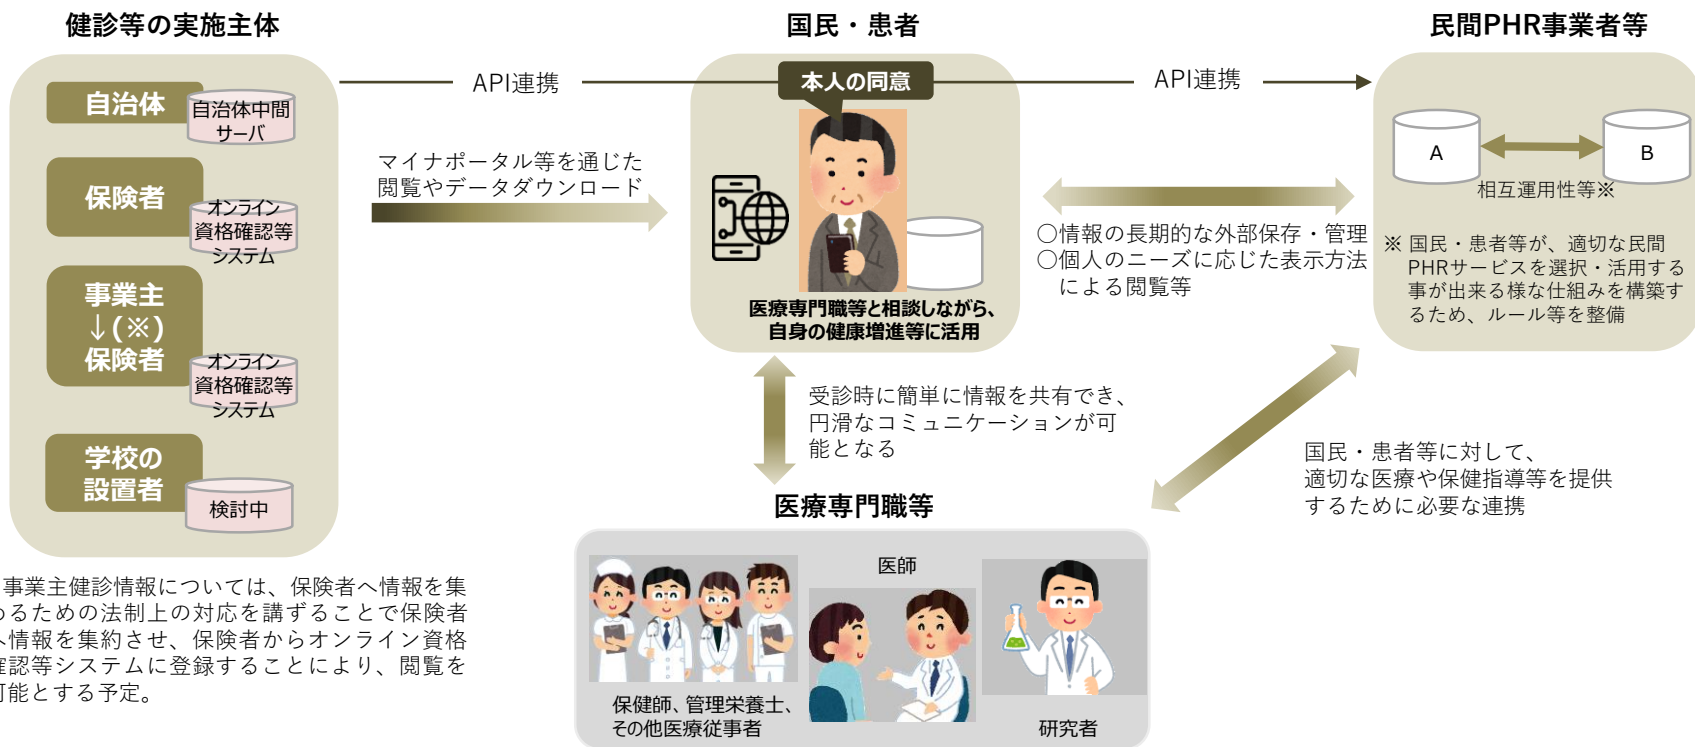 健診等の実施主体
自治体
自治体中間
サーバ
保険者
オンライン
資格確認等
システム
事業主
↓(※)
保険者
オンライン
資格確認等
システム
学校の
設置者
検討中
事業主健診情報については、保険者へ情報を集
めるための法制上の対応を講ずることで保険者
へ情報を集約させ、保険者からオンライン資格
確認等システムに登録することにより、閲覧を
可能とする予定。
API連携
マイナポータル等を通じた
閲覧やデータダウンロード
国民・患者
本人の同意
医療専門職等と相談しながら、
自身の健康増進等に活用
API連携
○情報の長期的な外部保存・管理
○個人のニーズに応じた表示方法
による閲覧等
民間PHR事業者等
A
B
相互運用性等※
※ 国民・患者等が、適切な民間
PHRサービスを選択・活用する
事が出来る様な仕組みを構築す
るため、ルール等を整備
受診時に簡単に情報を共有でき、
円滑なコミュニケーションが可
能となる
国民・患者等に対して、
適切な医療や保健指導等を提供
するために必要な連携
医療専門職等
保健師、管理栄養士、
その他医療従事者
医師
研究者